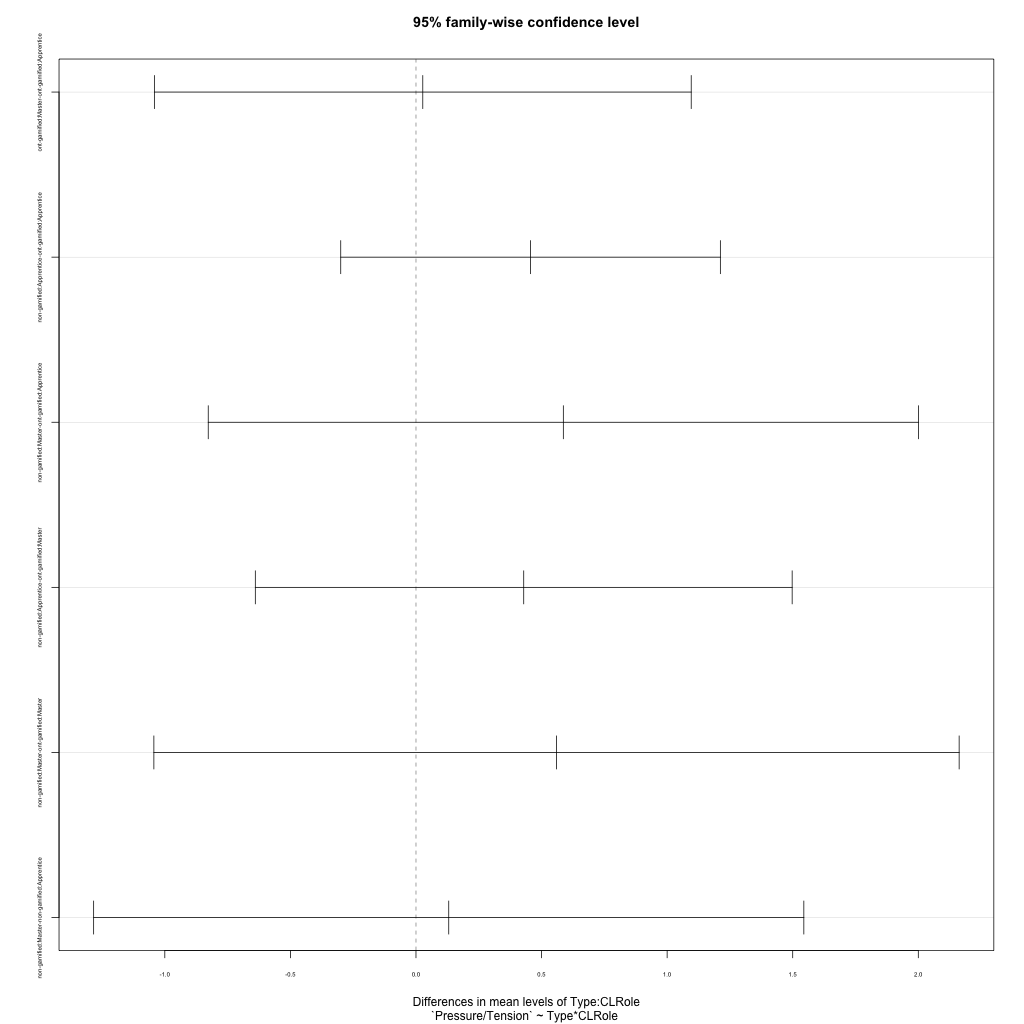 95% family-wise confidence level
ont-gamified:Master-ont-gamified:Apprentice
non-gamified:Apprentice-ont-gamified:Apprentice
non-gamified:Master-ont-gamified:Apprentice
non-gamified:Apprentice-ont-gamified:Master
non-gamified:Master-ont-gamified:Master
non-gamified:Master-non-gamified:Apprentice
-1.0 -0.5 0.0 0.5 1.0 1.5 2.0
Differences in mean levels of Type:CLRole
`Pressure/Tension` ~ Type*CLRole